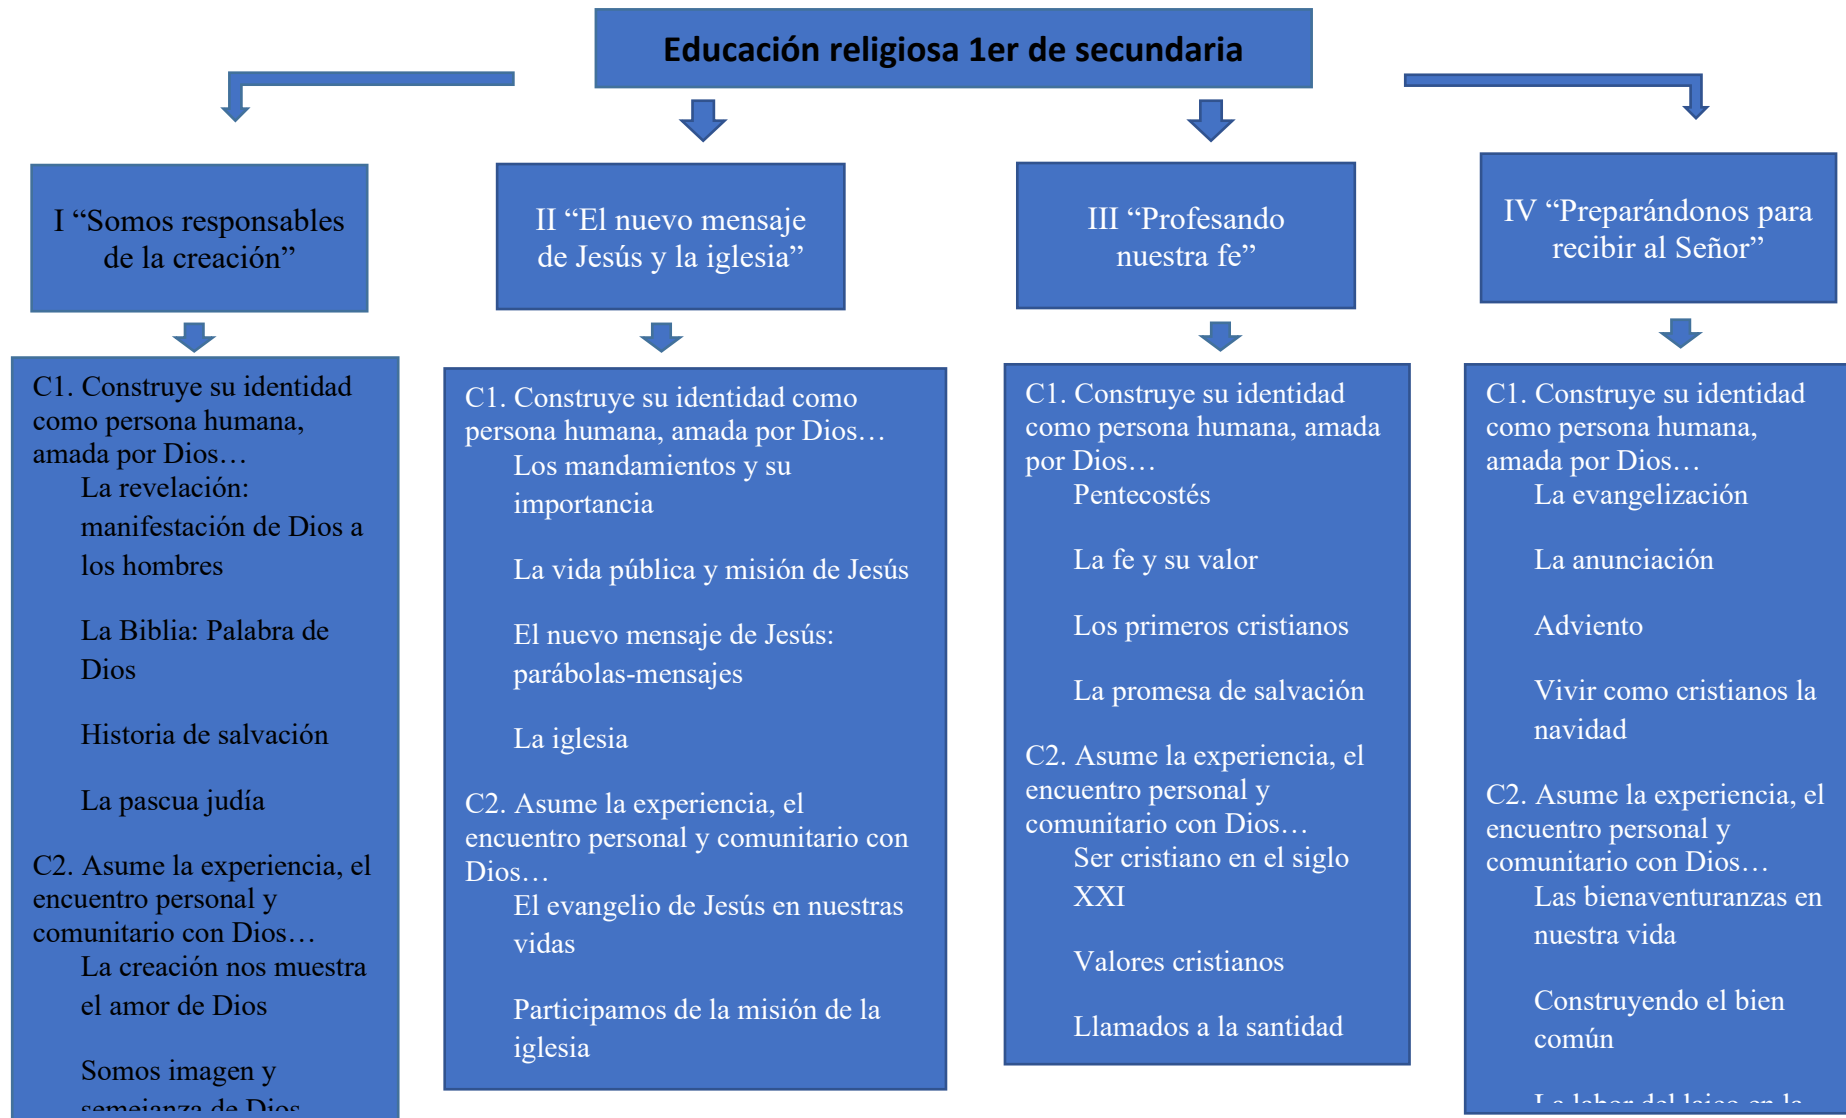 Educación religiosa 1er de secundaria
I “Somos responsables
de la creación”
II “El nuevo mensaje
de Jesús y la iglesia”
III “Profesando
nuestra fe”
IV “Preparándonos para
recibir al Señor”
C1. Construye su identidad
como persona humana,
amada por Dios…
La revelación:
manifestación de Dios a
los hombres
La Biblia: Palabra de
Dios
Historia de salvación
La pascua judía
C2. Asume la experiencia, el
encuentro personal y
comunitario con Dios…
La creación nos muestra
el amor de Dios
Somos imagen y
semejanza de Dios
C1. Construye su identidad como
persona humana, amada por Dios…
Los mandamientos y su
importancia
La vida pública y misión de Jesús
El nuevo mensaje de Jesús:
parábolas-mensajes
La iglesia
C2. Asume la experiencia, el
encuentro personal y comunitario con
Dios…
El evangelio de Jesús en nuestras
vidas
Participamos de la misión de la
iglesia
C1. Construye su identidad
como persona humana, amada
por Dios…
Pentecostés
La fe y su valor
Los primeros cristianos
La promesa de salvación
C2. Asume la experiencia, el
encuentro personal y
comunitario con Dios…
Ser cristiano en el siglo
XXI
Valores cristianos
Llamados a la santidad
C1. Construye su identidad
como persona humana,
amada por Dios…
La evangelización
La anunciación
Adviento
Vivir como cristianos la
navidad
C2. Asume la experiencia, el
encuentro personal y
comunitario con Dios…
Las bienaventuranzas en
nuestra vida
Construyendo el bien
común
La labor del laico en la